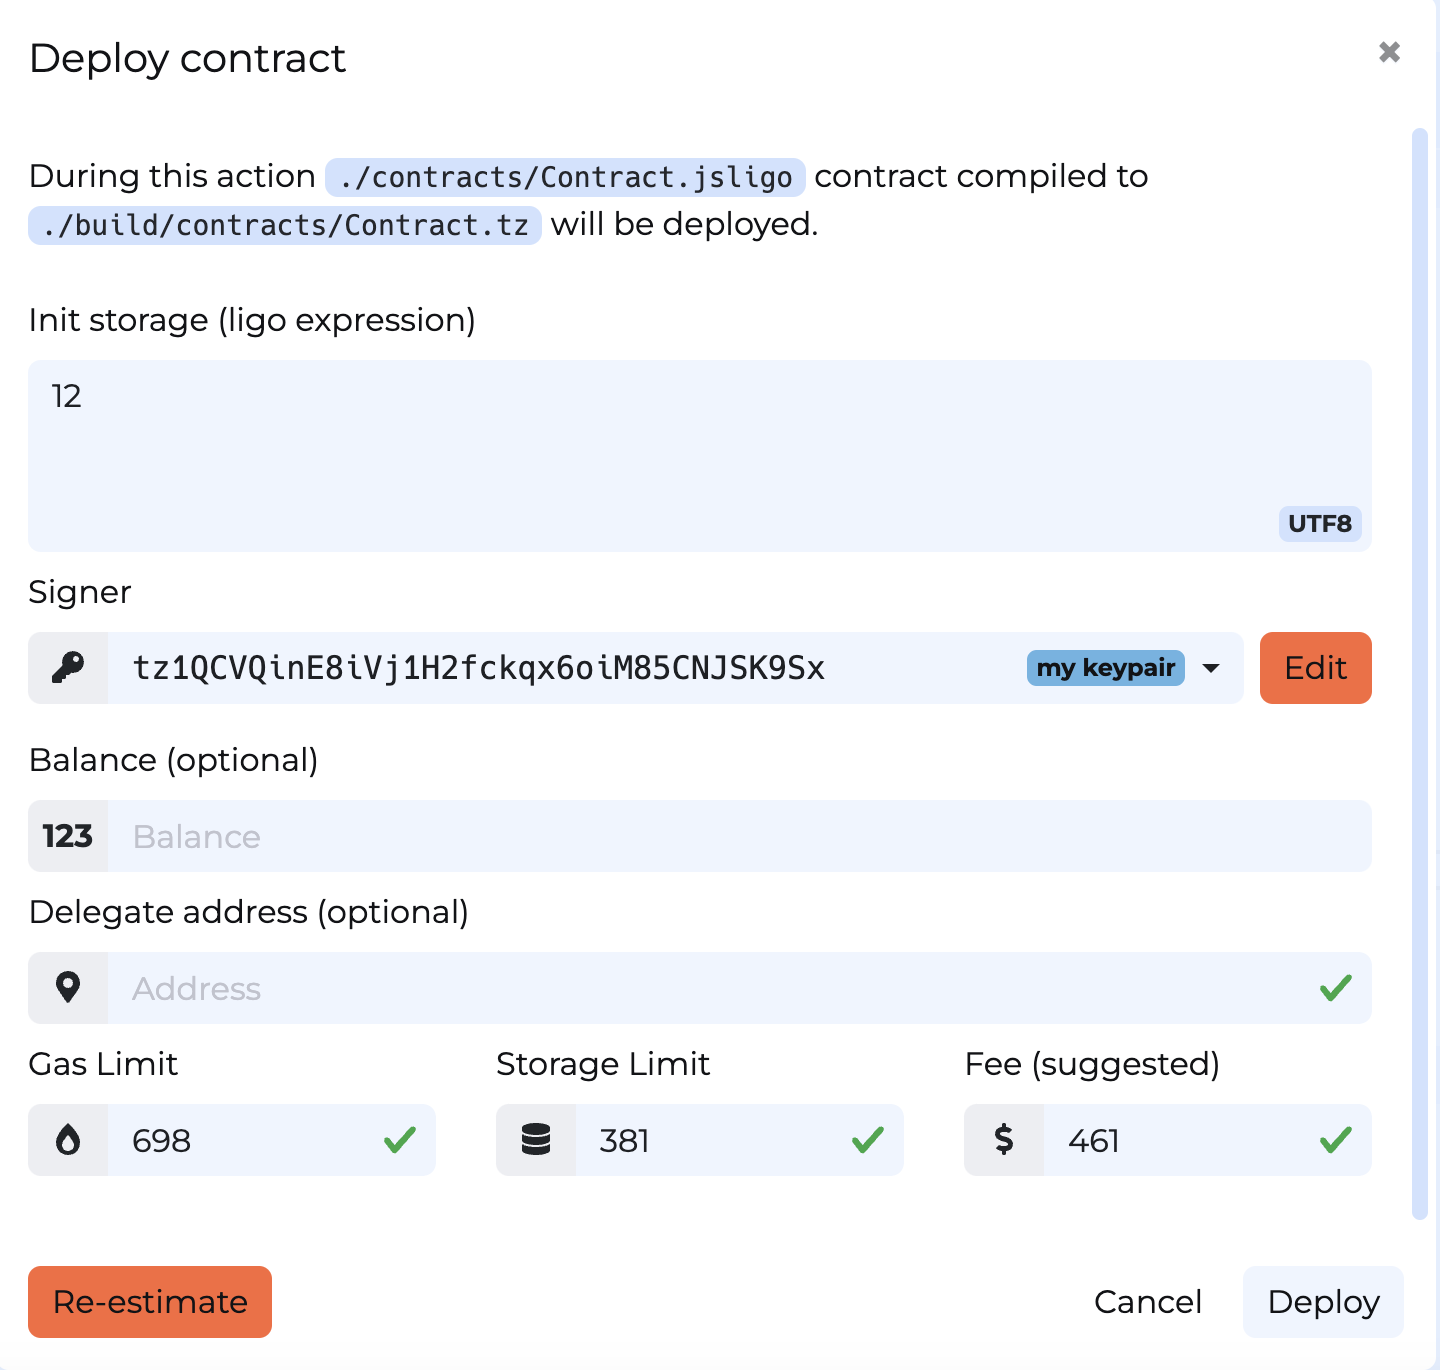 Deploy contract
During this action ./contracts/Contract.jsligo contract compiled to
./build/contracts/Contract.tz will be deployed.
Init storage (ligo expression)
12
UTF8
Signer
tz1QCVQinE8iVj1H2fckqx6oiM85CNJSK9Sx my keypair Edit
Balance (optional)
123 Balance
Delegate address (optional)
Address
Gas Limit Storage Limit Fee (suggested)
698 381 $ 461
Re-estimate Cancel Deploy